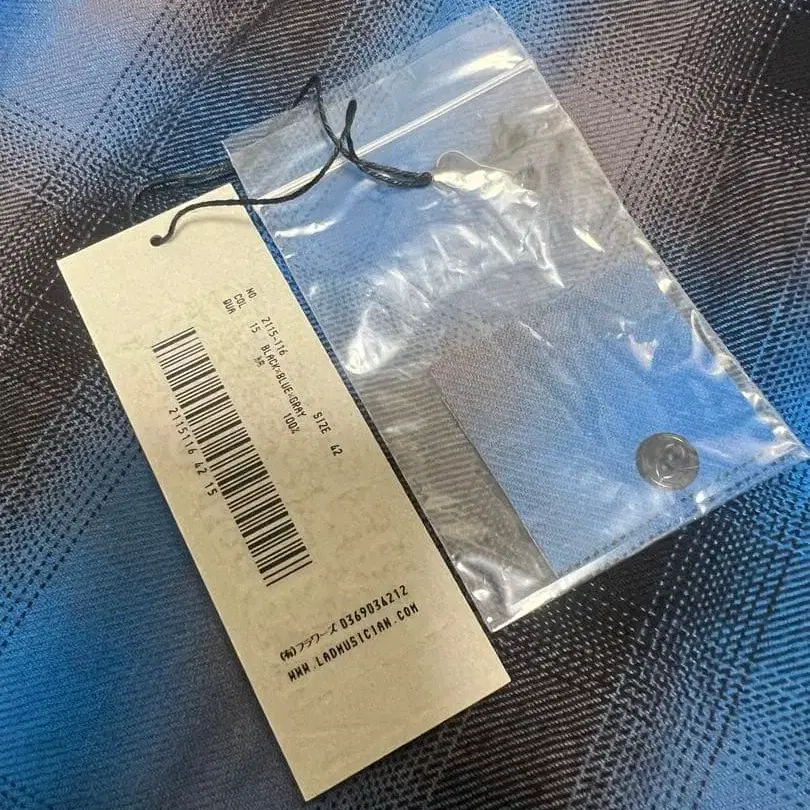 NO 2115-116 SIZE 42
COL 15 BLACK×BLUE×GRAY
QUA 綿 100%
2115116 42 15
(有)フラワーズ 0369034212
WWW.LADMUSICIAN.COM